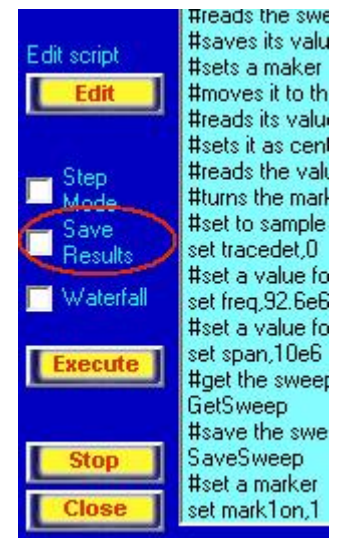 Edit script
Edit
Step
Mode
Save
Results
Waterfall
Execute
Stop
Close
#reads the swe
#saves its valu
#sets a maker
#moves it to th
#reads its valu
#sets it as cent
#reads the valu
#turns the mark
#set to sample
set tracedet,0
#set a value fo
set freq,92.6e6
#set a value fo
set span,10e6
#get the sweep
GetSweep
#save the swe
SaveSweep
#set a marker
set mark1on,1